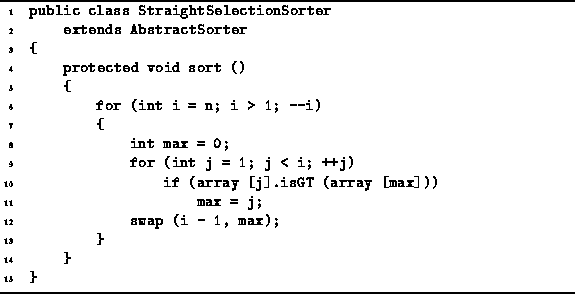 1 public class StraightSelectionSorter
2 extends AbstractSorter
3 {
4 protected void sort ()
5 {
6 for (int i = n; i > 1; --i)
7 {
8 int max = 0;
9 for (int j = 1; j < i; ++j)
10 if (array [j].isGT (array [max]))
11 max = j;
12 swap (i - 1, max);
13 }
14 }
15 }